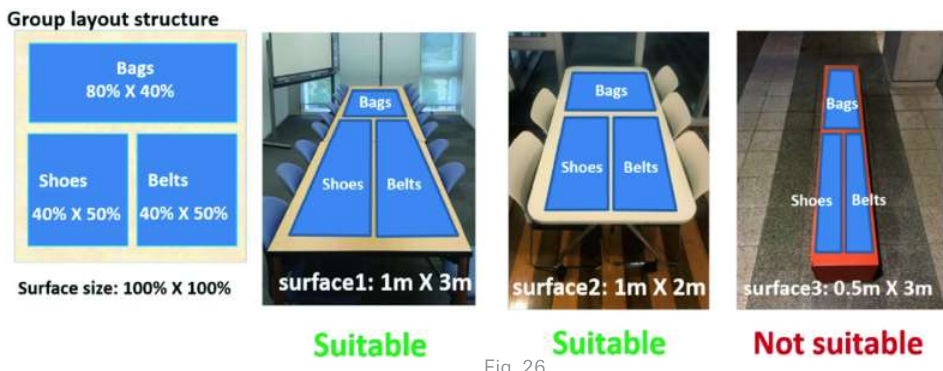 Group layout structure
Bags
80% X 40%
Shoes
40% X 50%
Belts
40% X 50%
Surface size: 100% X 100%
Bags
Shoes
Belts
surface1: 1m X 3m
Suitable
Bags
Shoes
Belts
surface2: 1m X 2m
Suitable
Bags
Shoes
Belts
surface3: 0.5m X 3m
Not suitable
Fig. 26